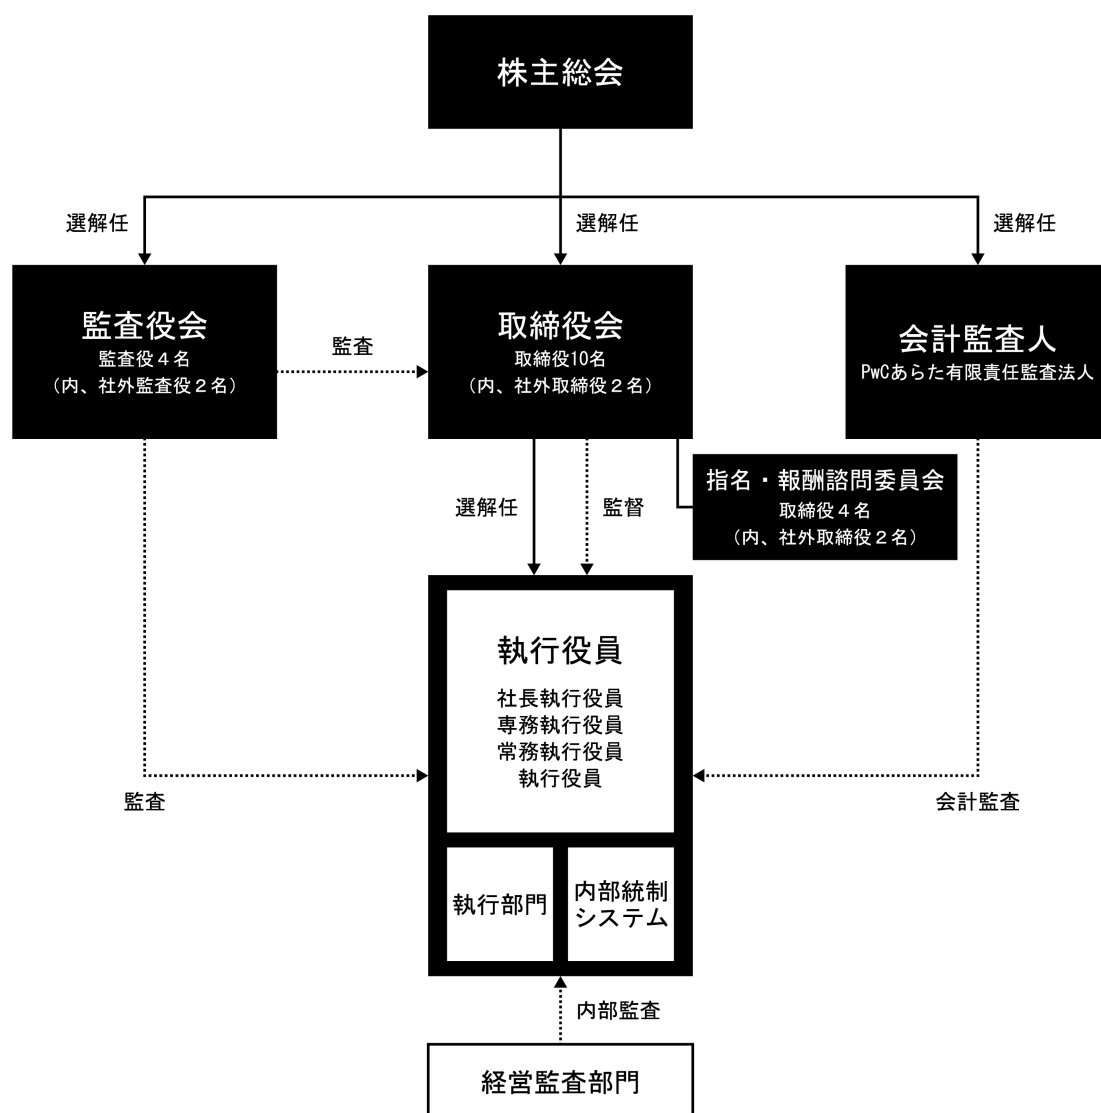 株主総会
選解任
選解任
選解任
監査役会
監査役４名
（内、社外監査役２名）
監査
取締役会
取締役10名
（内、社外取締役２名）
会計監査人
PwCあらた有限責任監査法人
選解任
監督
指名・報酬諮問委員会
取締役４名
（内、社外取締役２名）
執行役員
社長執行役員
専務執行役員
常務執行役員
執行役員
監査
会計監査
執行部門
内部統制
システム
内部監査
経営監査部門